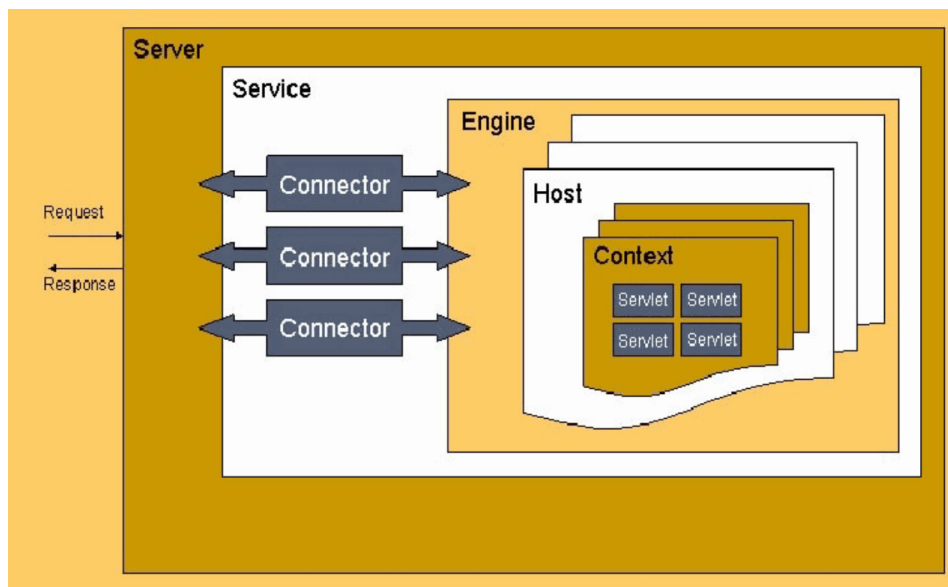 Server
Service
Engine
Connector
Host
Request
Connector
Context
Response
Servlet Servlet
Connector
Servlet Servlet